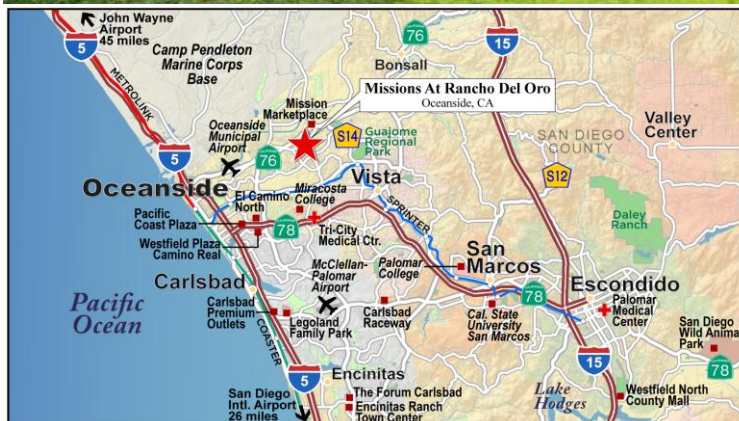 John Wayne
Airport
45 miles
5
Camp Pendleton
Marine Corps
Base
METROLINK
76
Bonsall
15
Missions At Rancho Del Oro
Oceanside, CA
Mission
Marketplace
Oceanside
Municipal
Airport
S14
Guajome
Regional
Park
Valley
Center
SAN DIEGO
COUNTY
5
76
S12
Oceanside
Vista
El Camino
North
Miracosta
College
SPRINTER
Daley
Ranch
Pacific
Coast Plaza
78
Tri-City
Medical Ctr.
Westfield Plaza
Camino Real
San
Marcos
Palomar
College
McClellan-
Palomar
Airport
Carlsbad
78
Escondido
Palomar
Medical
Center
Pacific
Ocean
Carlsbad
Premium
Outlets
Legoland
Family Park
Carlsbad
Raceway
Cal. State
University
San Marcos
San Diego
Wild Animal
Park
COASTER
15
78
5
Encinitas
San Diego
Intl. Airport
26 miles
The Forum Carlsbad
Encinitas Ranch
Town Center
Lake
Hodges
Westfield North
County Mall